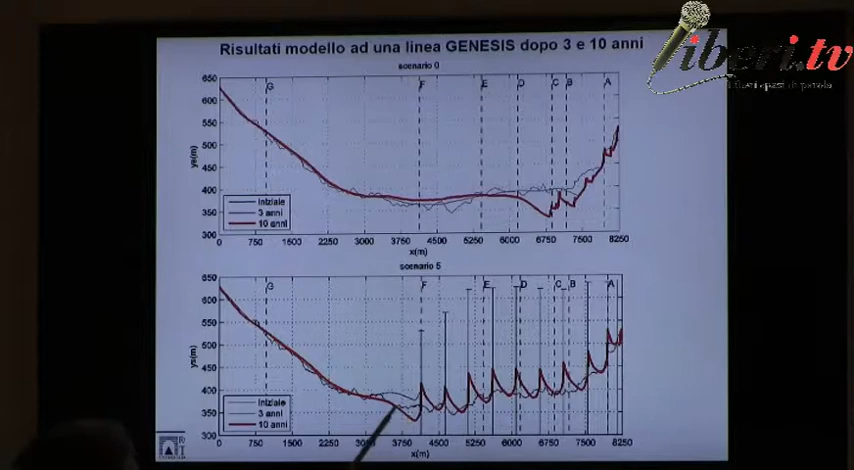 Risultati modello ad una linea GENESIS dopo 3 e 10 anni
liberi.tv
scenario 0
650
600
550
500
450
400
350
300
ys(m)
G F E D C B A
Iniziale
3 anni
10 anni
0 750 1500 2250 3000 3750 4500 5250 6000 6750 7500 8250
x(m)
scenario 5
650
600
550
500
450
400
350
300
ys(m)
G F E D C B A
Iniziale
3 anni
10 anni
0 750 1500 2250 3000 3750 4500 5250 6000 6750 7500 8250
x(m)